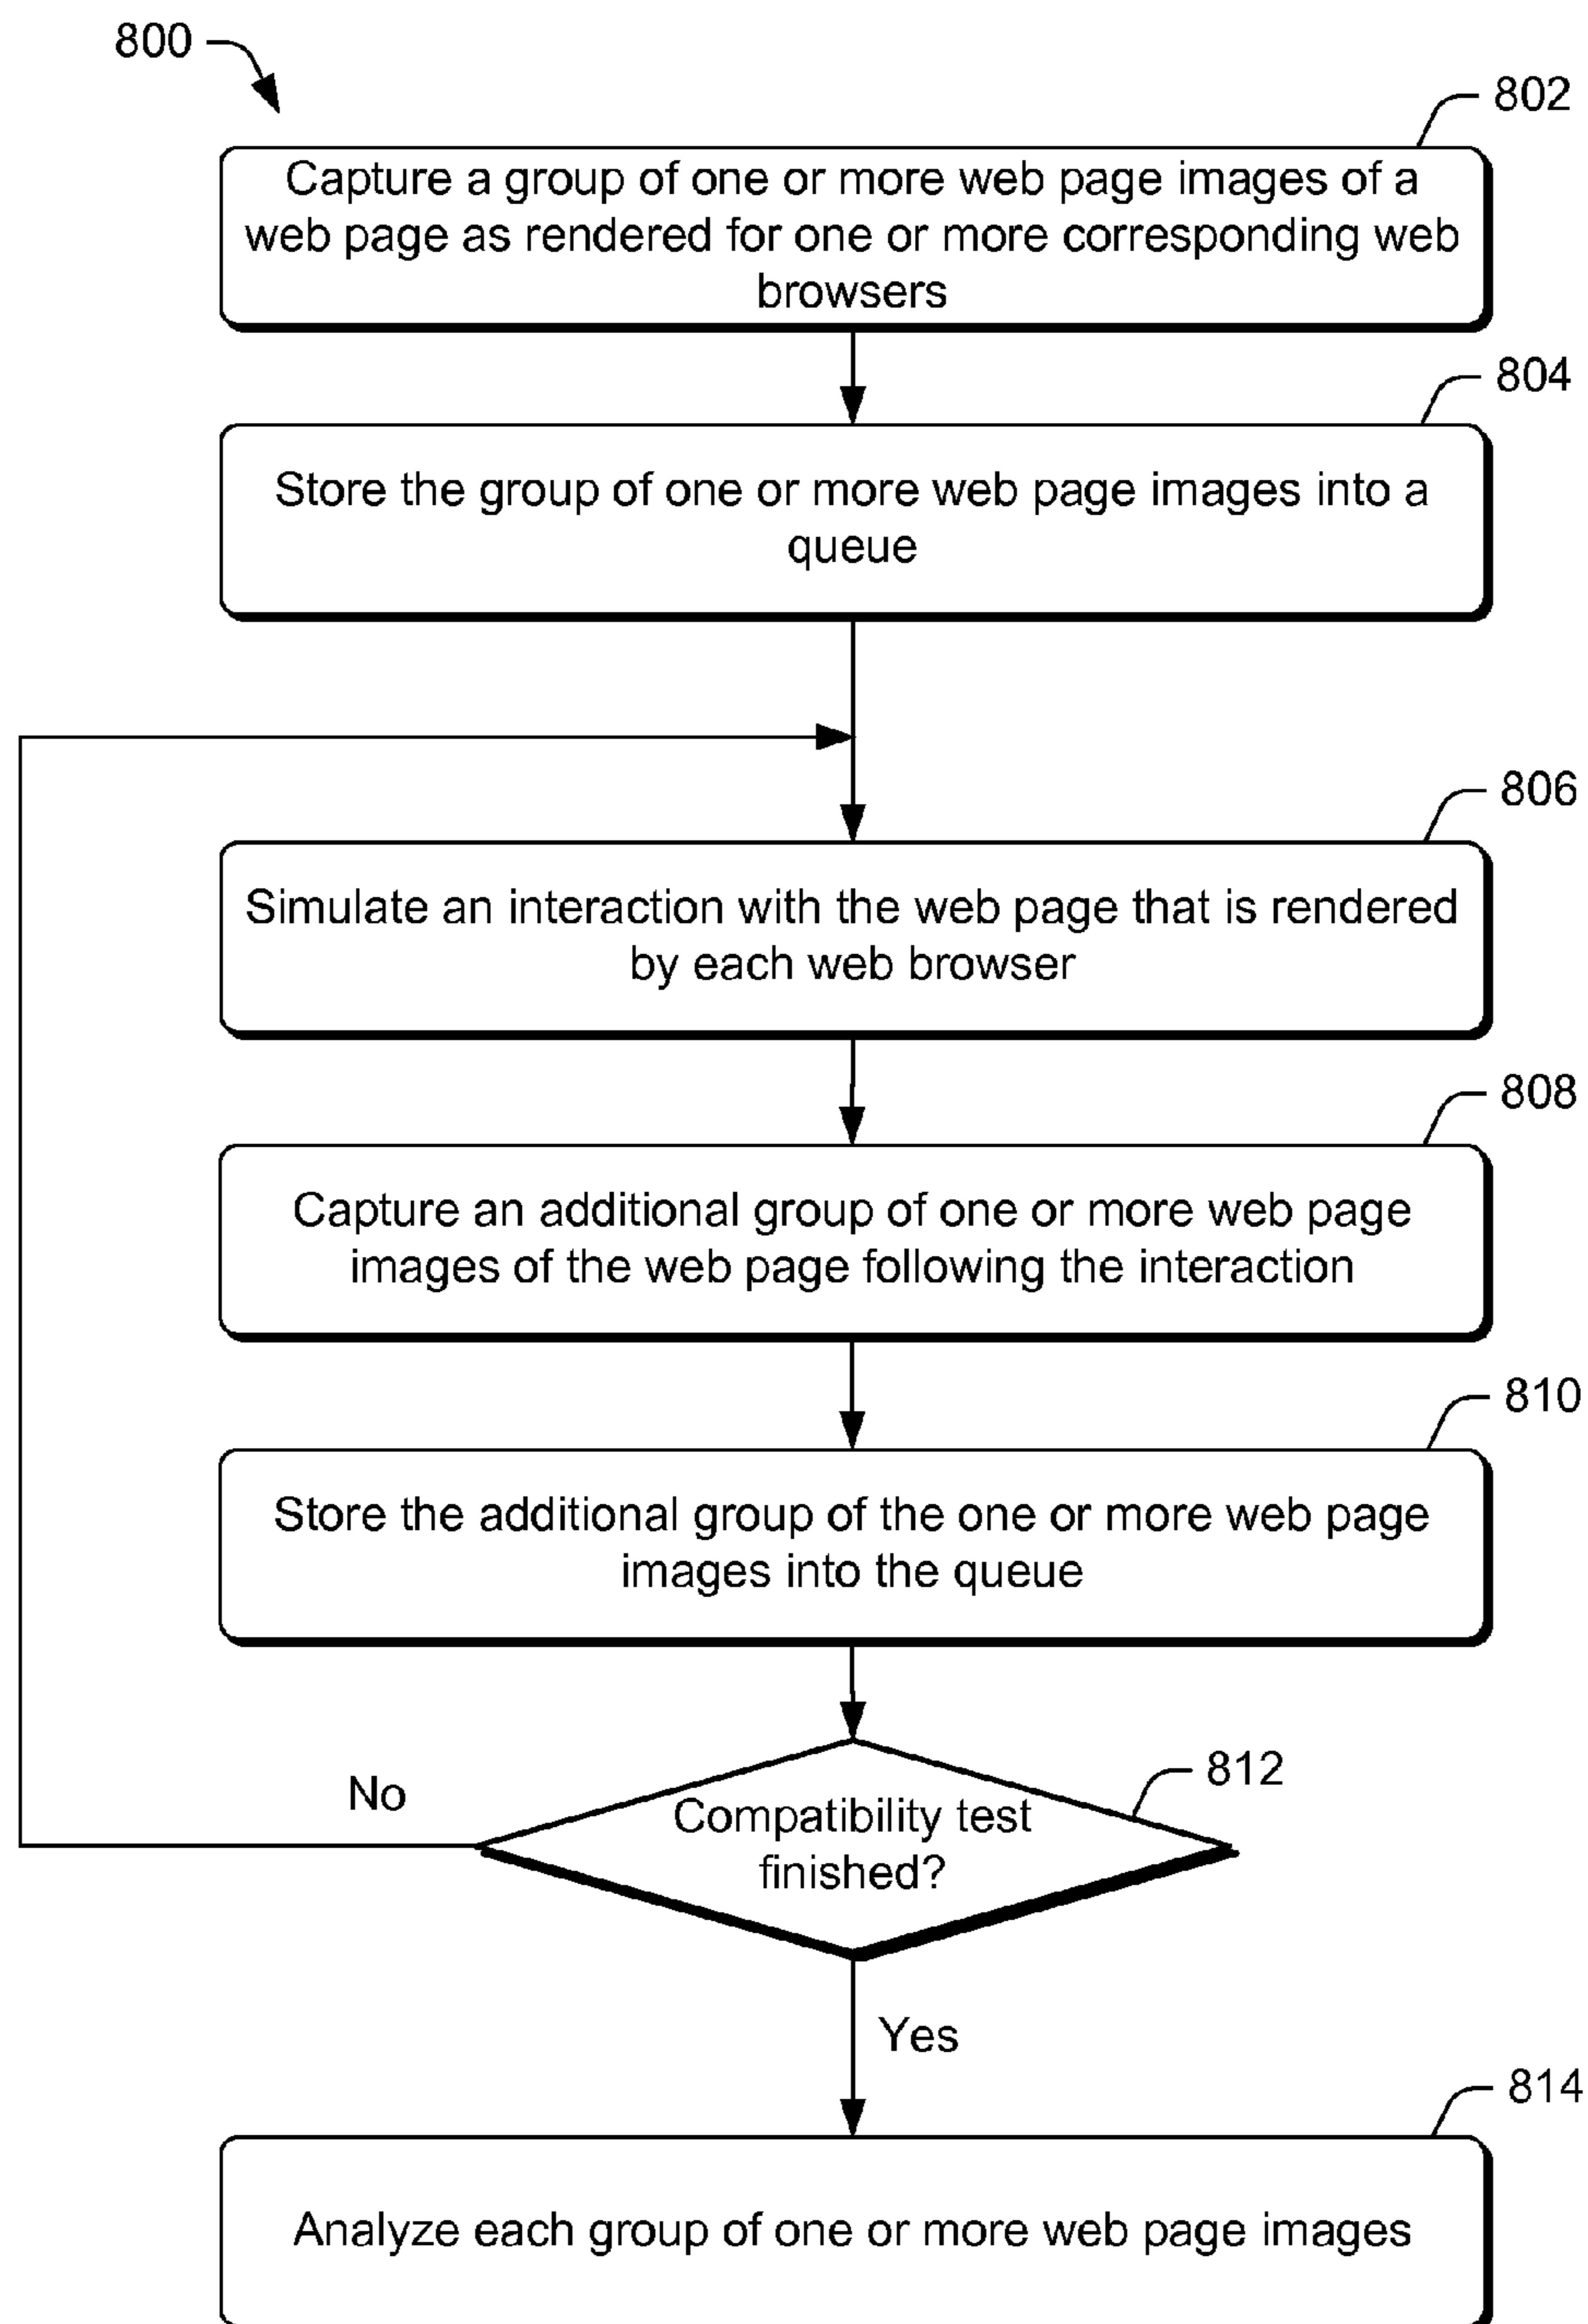 800
802
Capture a group of one or more web page images of a
web page as rendered for one or more corresponding web
browsers
804
Store the group of one or more web page images into a
queue
806
Simulate an interaction with the web page that is rendered
by each web browser
808
Capture an additional group of one or more web page
images of the web page following the interaction
810
Store the additional group of the one or more web page
images into the queue
812
No
Compatibility test
finished?
Yes
814
Analyze each group of one or more web page images